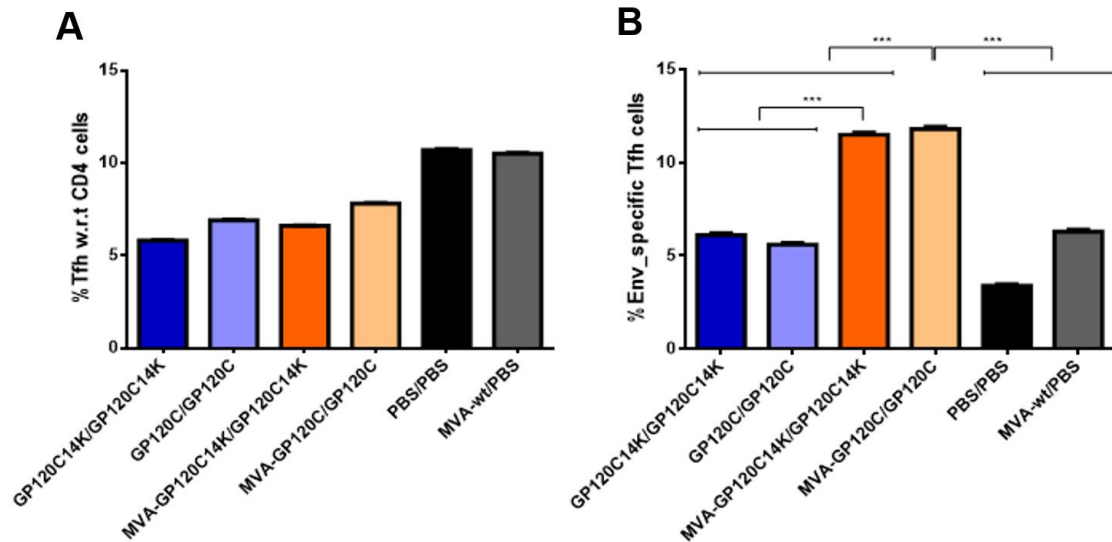 A
% Tfh w.r.t CD4 cells
15
10
5
0
GP120C14K/GP120C14K
GP120C/GP120C
MVA-GP120C14K/GP120C14K
MVA-GP120C/GP120C
PBS/PBS
MVA-wt/PBS
B
% Env_specific Tfh cells
15
10
5
0
***
***
***
GP120C14K/GP120C14K
GP120C/GP120C
MVA-GP120C14K/GP120C14K
MVA-GP120C/GP120C
PBS/PBS
MVA-wt/PBS